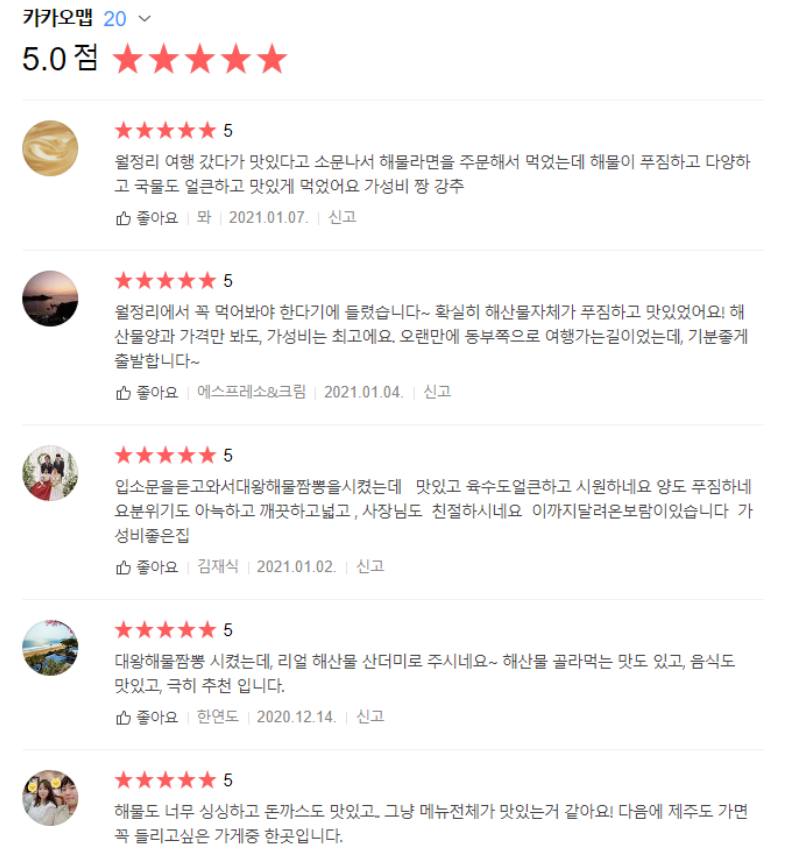 카카오맵 20
5.0 점
5
월정리 여행 갔다가 맛있다고 소문나서 해물라면을 주문해서 먹었는데 해물이 푸짐하고 다양하
고 국물도 얼큰하고 맛있게 먹었어요 가성비 짱 강추
좋아요 뫄 2021.01.07. 신고
5
월정리에서 꼭 먹어봐야 한다기에 들렸습니다~ 확실히 해산물자체가 푸짐하고 맛있었어요! 해
산물양과 가격만 봐도, 가성비는 최고에요. 오랜만에 동부쪽으로 여행가는길이었는데, 기분좋게
출발합니다~
좋아요 에스프레소&크림 2021.01.04. 신고
5
입소문을듣고와서대왕해물짬뽕을시켰는데 맛있고 육수도얼큰하고 시원하네요 양도 푸짐하네
요분위기도 아늑하고 깨끗하고넓고 , 사장님도 친절하시네요 이까지달려온보람이있습니다 가
성비좋은집
좋아요 김재식 2021.01.02. 신고
5
대왕해물짬뽕 시켰는데, 리얼 해산물 산더미로 주시네요~ 해산물 골라먹는 맛도 있고, 음식도
맛있고, 극히 추천 입니다.
좋아요 한연도 2020.12.14. 신고
5
해물도 너무 싱싱하고 돈까스도 맛있고.. 그냥 메뉴전체가 맛있는거 같아요! 다음에 제주도 가면
꼭 들리고싶은 가게중 한곳입니다.